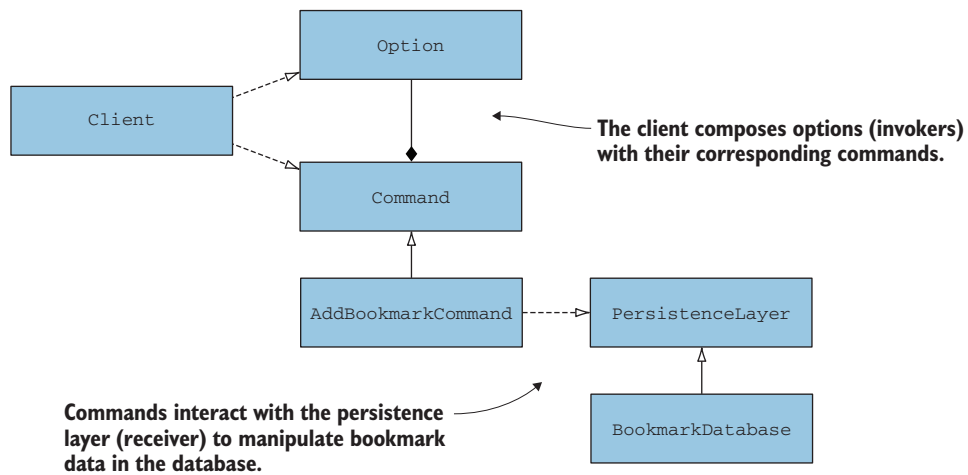 Option
Client
The client composes options (invokers)
with their corresponding commands.
Command
AddBookmarkCommand
PersistenceLayer
Commands interact with the persistence
layer (receiver) to manipulate bookmark
data in the database.
BookmarkDatabase